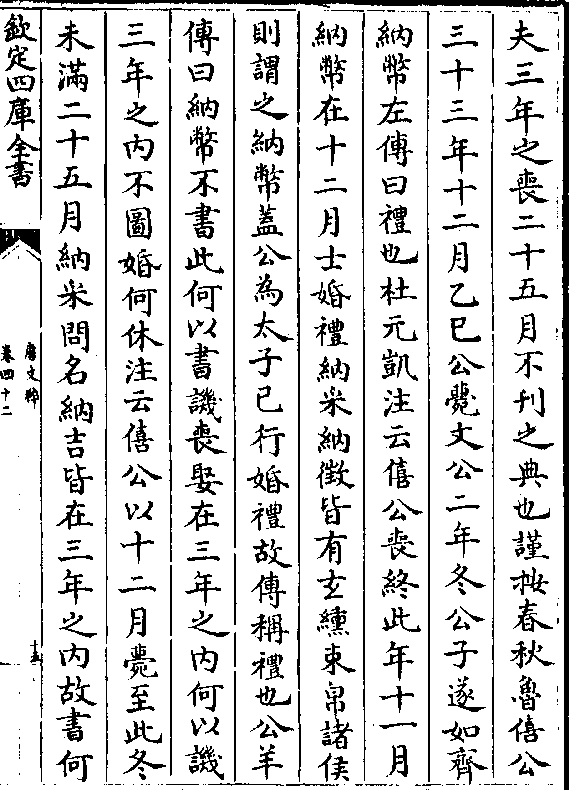 夫三年之喪二十五月不刊之典也謹按春秋魯僖公
三十三年十二月乙巳公薨文公二年冬公子遂如齊
納幣左傳曰禮也杜元凱注云僖公喪終此年十一月
納幣在十二月士婚禮納采納徵皆有玄纁束帛諸侯
則謂之納幣蓋公為太子已行婚禮故傳稱禮也公羊
傳曰納幣不書此何以書譏喪娶在三年之內何以譏
三年之內不圖婚何休注云僖公以十二月薨至此冬
未滿二十五月納采問名納吉皆在三年之內故書何
欽定四庫全書
唐文粹
卷四十二
十五